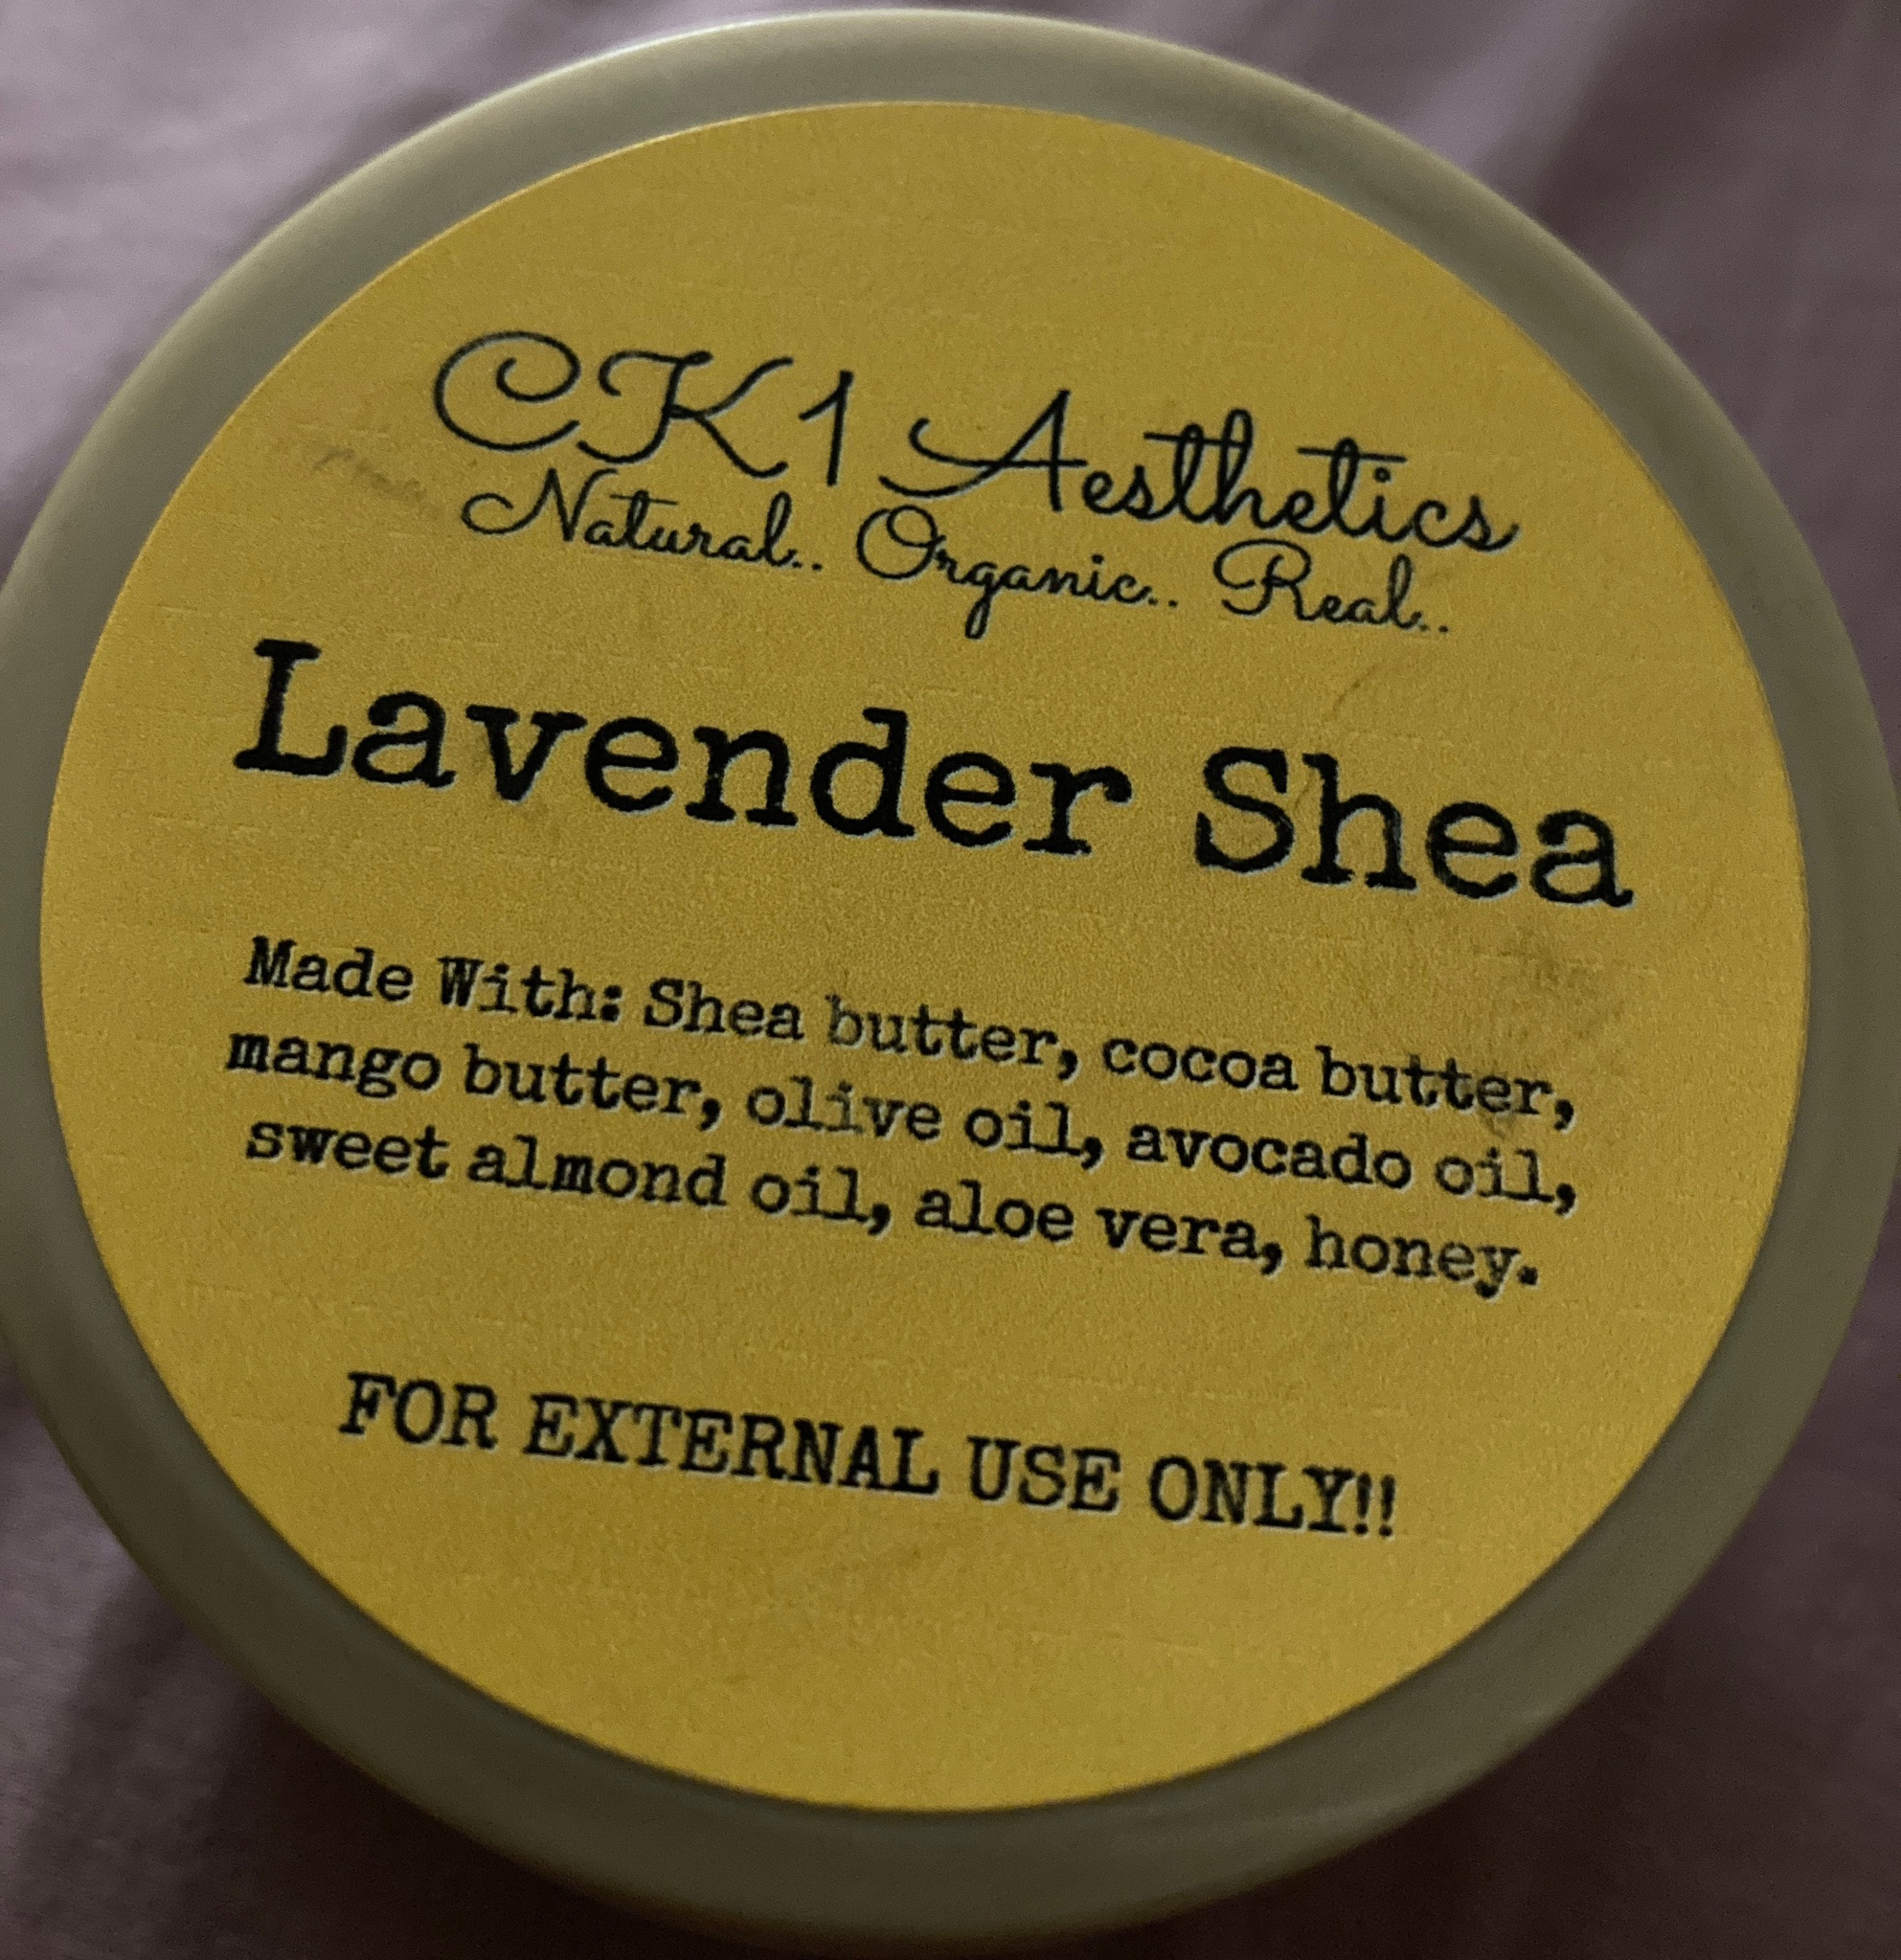 CK1 Aesthetics
Natural.. Organic.. Real..
Lavender Shea
Made With: Shea butter, cocoa butter,
mango butter, olive oil, avocado oil,
sweet almond oil, aloe vera, honey.
FOR EXTERNAL USE ONLY!!